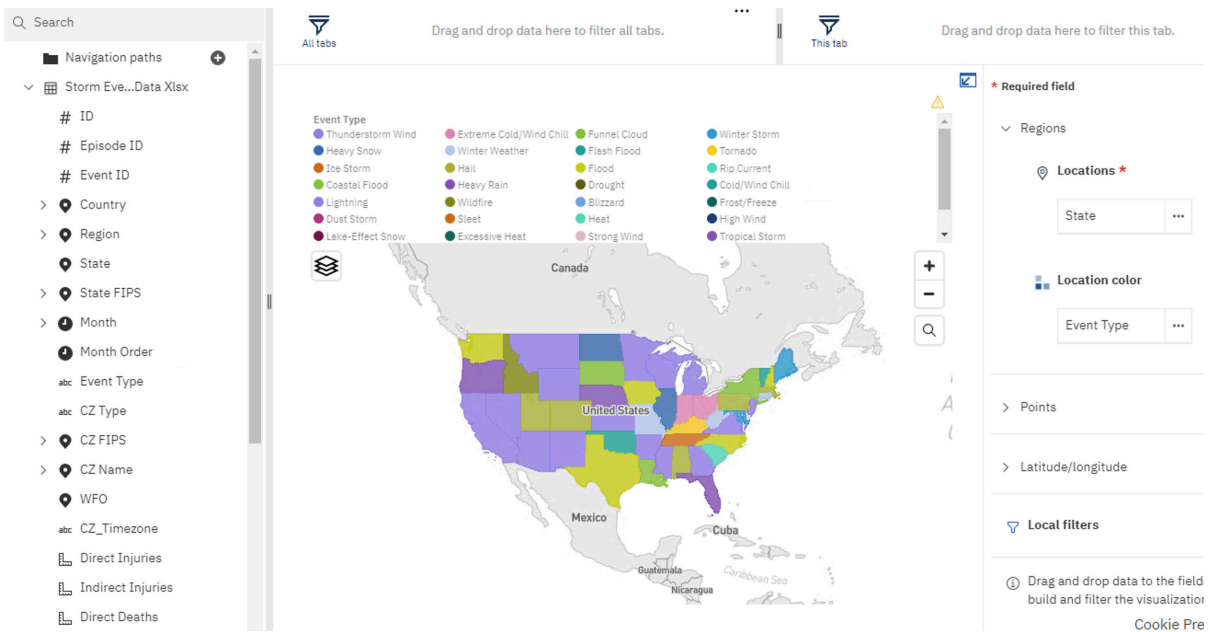 Search
Navigation paths
Storm Eve...Data Xlsx
# ID
# Episode ID
# Event ID
Country
Region
State
State FIPS
Month
Month Order
abc Event Type
abc CZ Type
CZ FIPS
CZ Name
WFO
abc CZ_Timezone
Direct Injuries
Indirect Injuries
Direct Deaths
All tabs
Drag and drop data here to filter all tabs.
This tab
Drag and drop data here to filter this tab.
Event Type
Thunderstorm Wind Extreme Cold/Wind Chill Funnel Cloud Winter Storm
Heavy Snow Winter Weather Flash Flood Tornado
Ice Storm Hail Flood Rip Current
Coastal Flood Heavy Rain Drought Cold/Wind Chill
Lightning Wildfire Blizzard Frost/Freeze
Dust Storm Sleet Heat High Wind
Lake-Effect Snow Excessive Heat Strong Wind Tropical Storm
Canada
United States
Mexico
Cuba
Guatemala
Caribbean Sea
Nicaragua
* Required field
Regions
Locations *
State
Location color
Event Type
Points
Latitude/longitude
Local filters
Drag and drop data to the field
build and filter the visualization
Cookie Pre